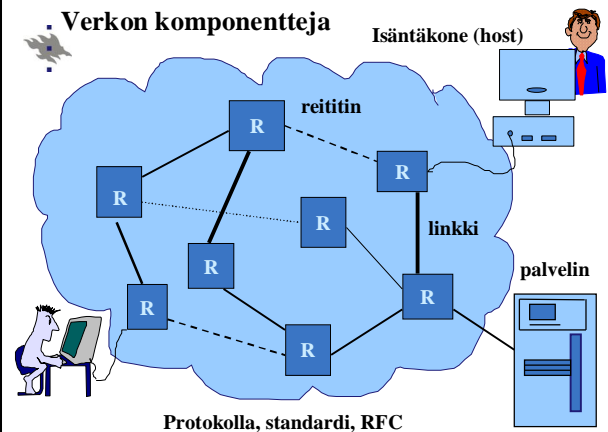 Verkon komponentteja
Isäntäkone (host)
reititin
R
R
R
R
linkki
R
palvelin
R
R
R
Protokolla, standardi, RFC